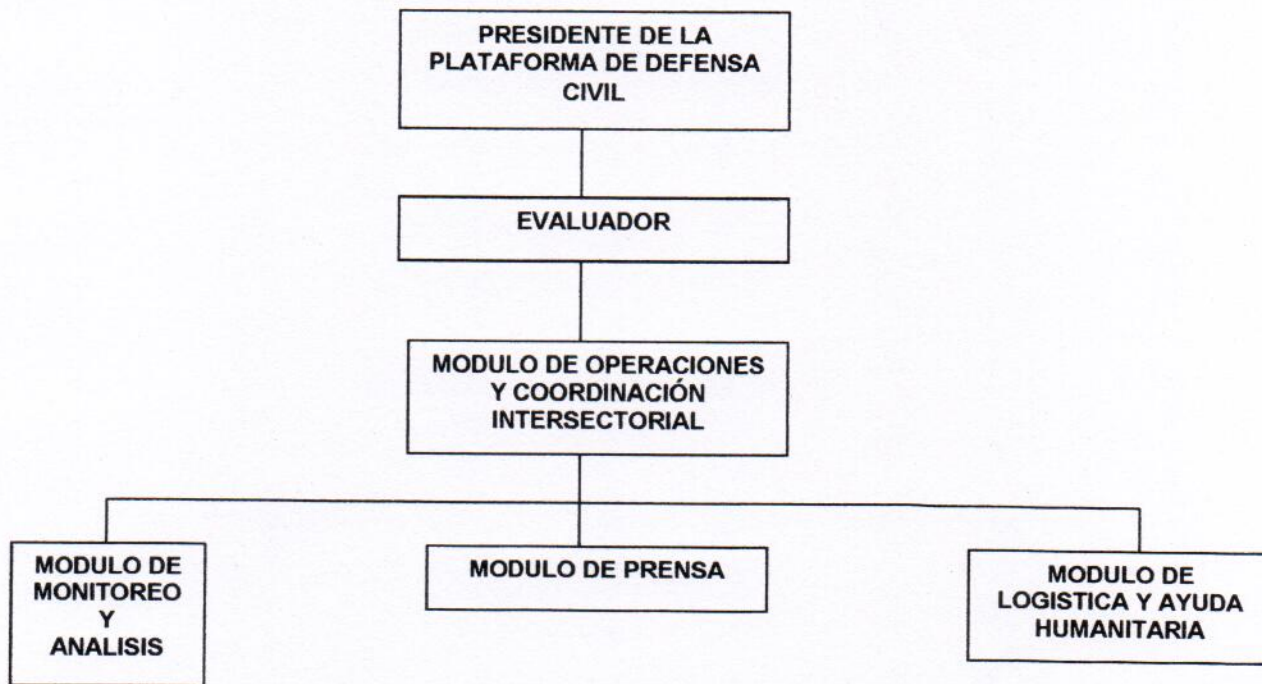 PRESIDENTE DE LA
PLATAFORMA DE DEFENSA
CIVIL
EVALUADOR
MODULO DE OPERACIONES
Y COORDINACIÓN
INTERSECTORIAL
MODULO DE
MONITOREO
Y
ANALISIS
MODULO DE PRENSA
MODULO DE
LOGISTICA Y AYUDA
HUMANITARIA